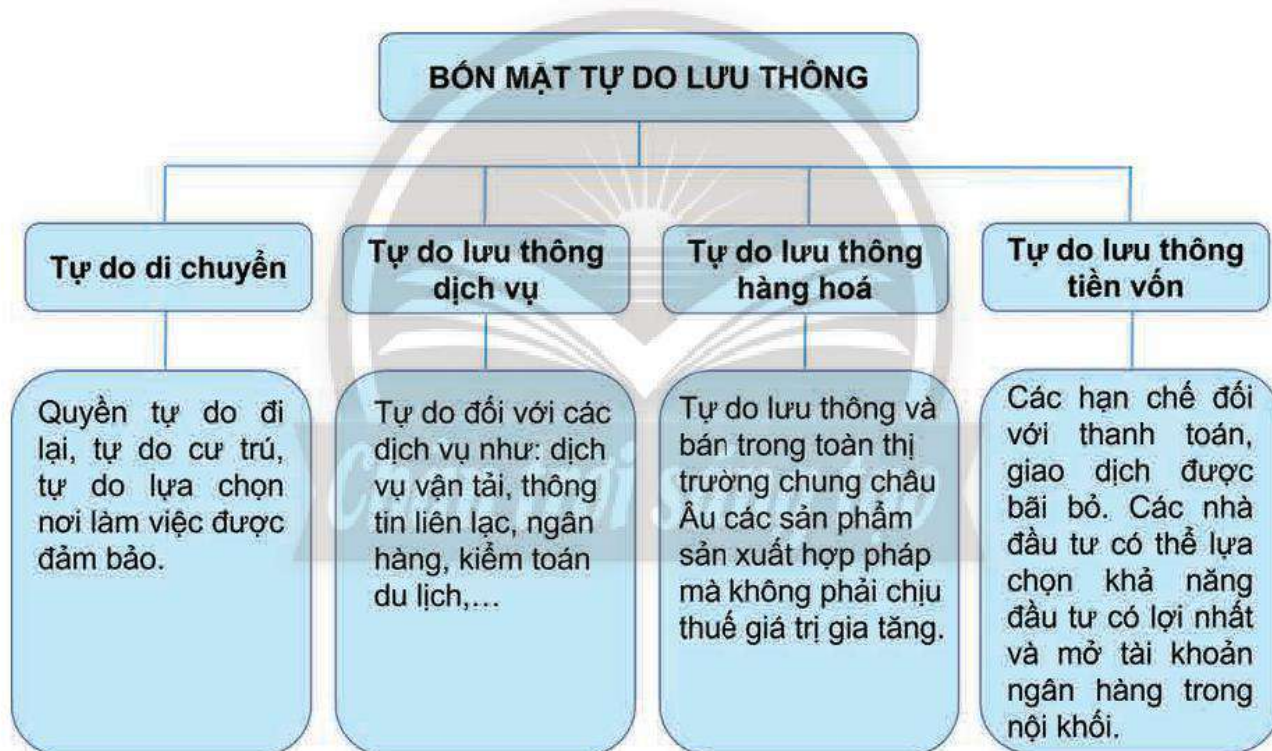 BỐN MẶT TỰ DO LƯU THÔNG
Tự do di chuyển
Tự do lưu thông
dịch vụ
Tự do lưu thông
hàng hoá
Tự do lưu thông
tiền vốn
Quyền tự do đi
lại, tự do cư trú,
tự do lựa chọn
nơi làm việc được
đảm bảo.
Tự do đối với các
dịch vụ như: dịch
vụ vận tải, thông
tin liên lạc, ngân
hàng, kiểm toán
du lịch,...
Tự do lưu thông và
bán trong toàn thị
trường chung châu
Âu các sản phẩm
sản xuất hợp pháp
mà không phải chịu
thuế giá trị gia tăng.
Các hạn chế đối
với thanh toán,
giao dịch được
bãi bỏ. Các nhà
đầu tư có thể lựa
chọn khả năng
đầu tư có lợi nhất
và mở tài khoản
ngân hàng trong
nội khối.
Chân trời sáng tạo